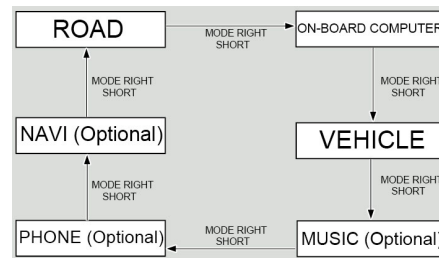 ROAD
MODE RIGHT
SHORT
ON-BOARD COMPUTER
MODE RIGHT
SHORT
MODE RIGHT
SHORT
NAVI (Optional)
VEHICLE
MODE RIGHT
SHORT
MODE RIGHT
SHORT
PHONE (Optional)
MODE RIGHT
SHORT
MUSIC (Optional)